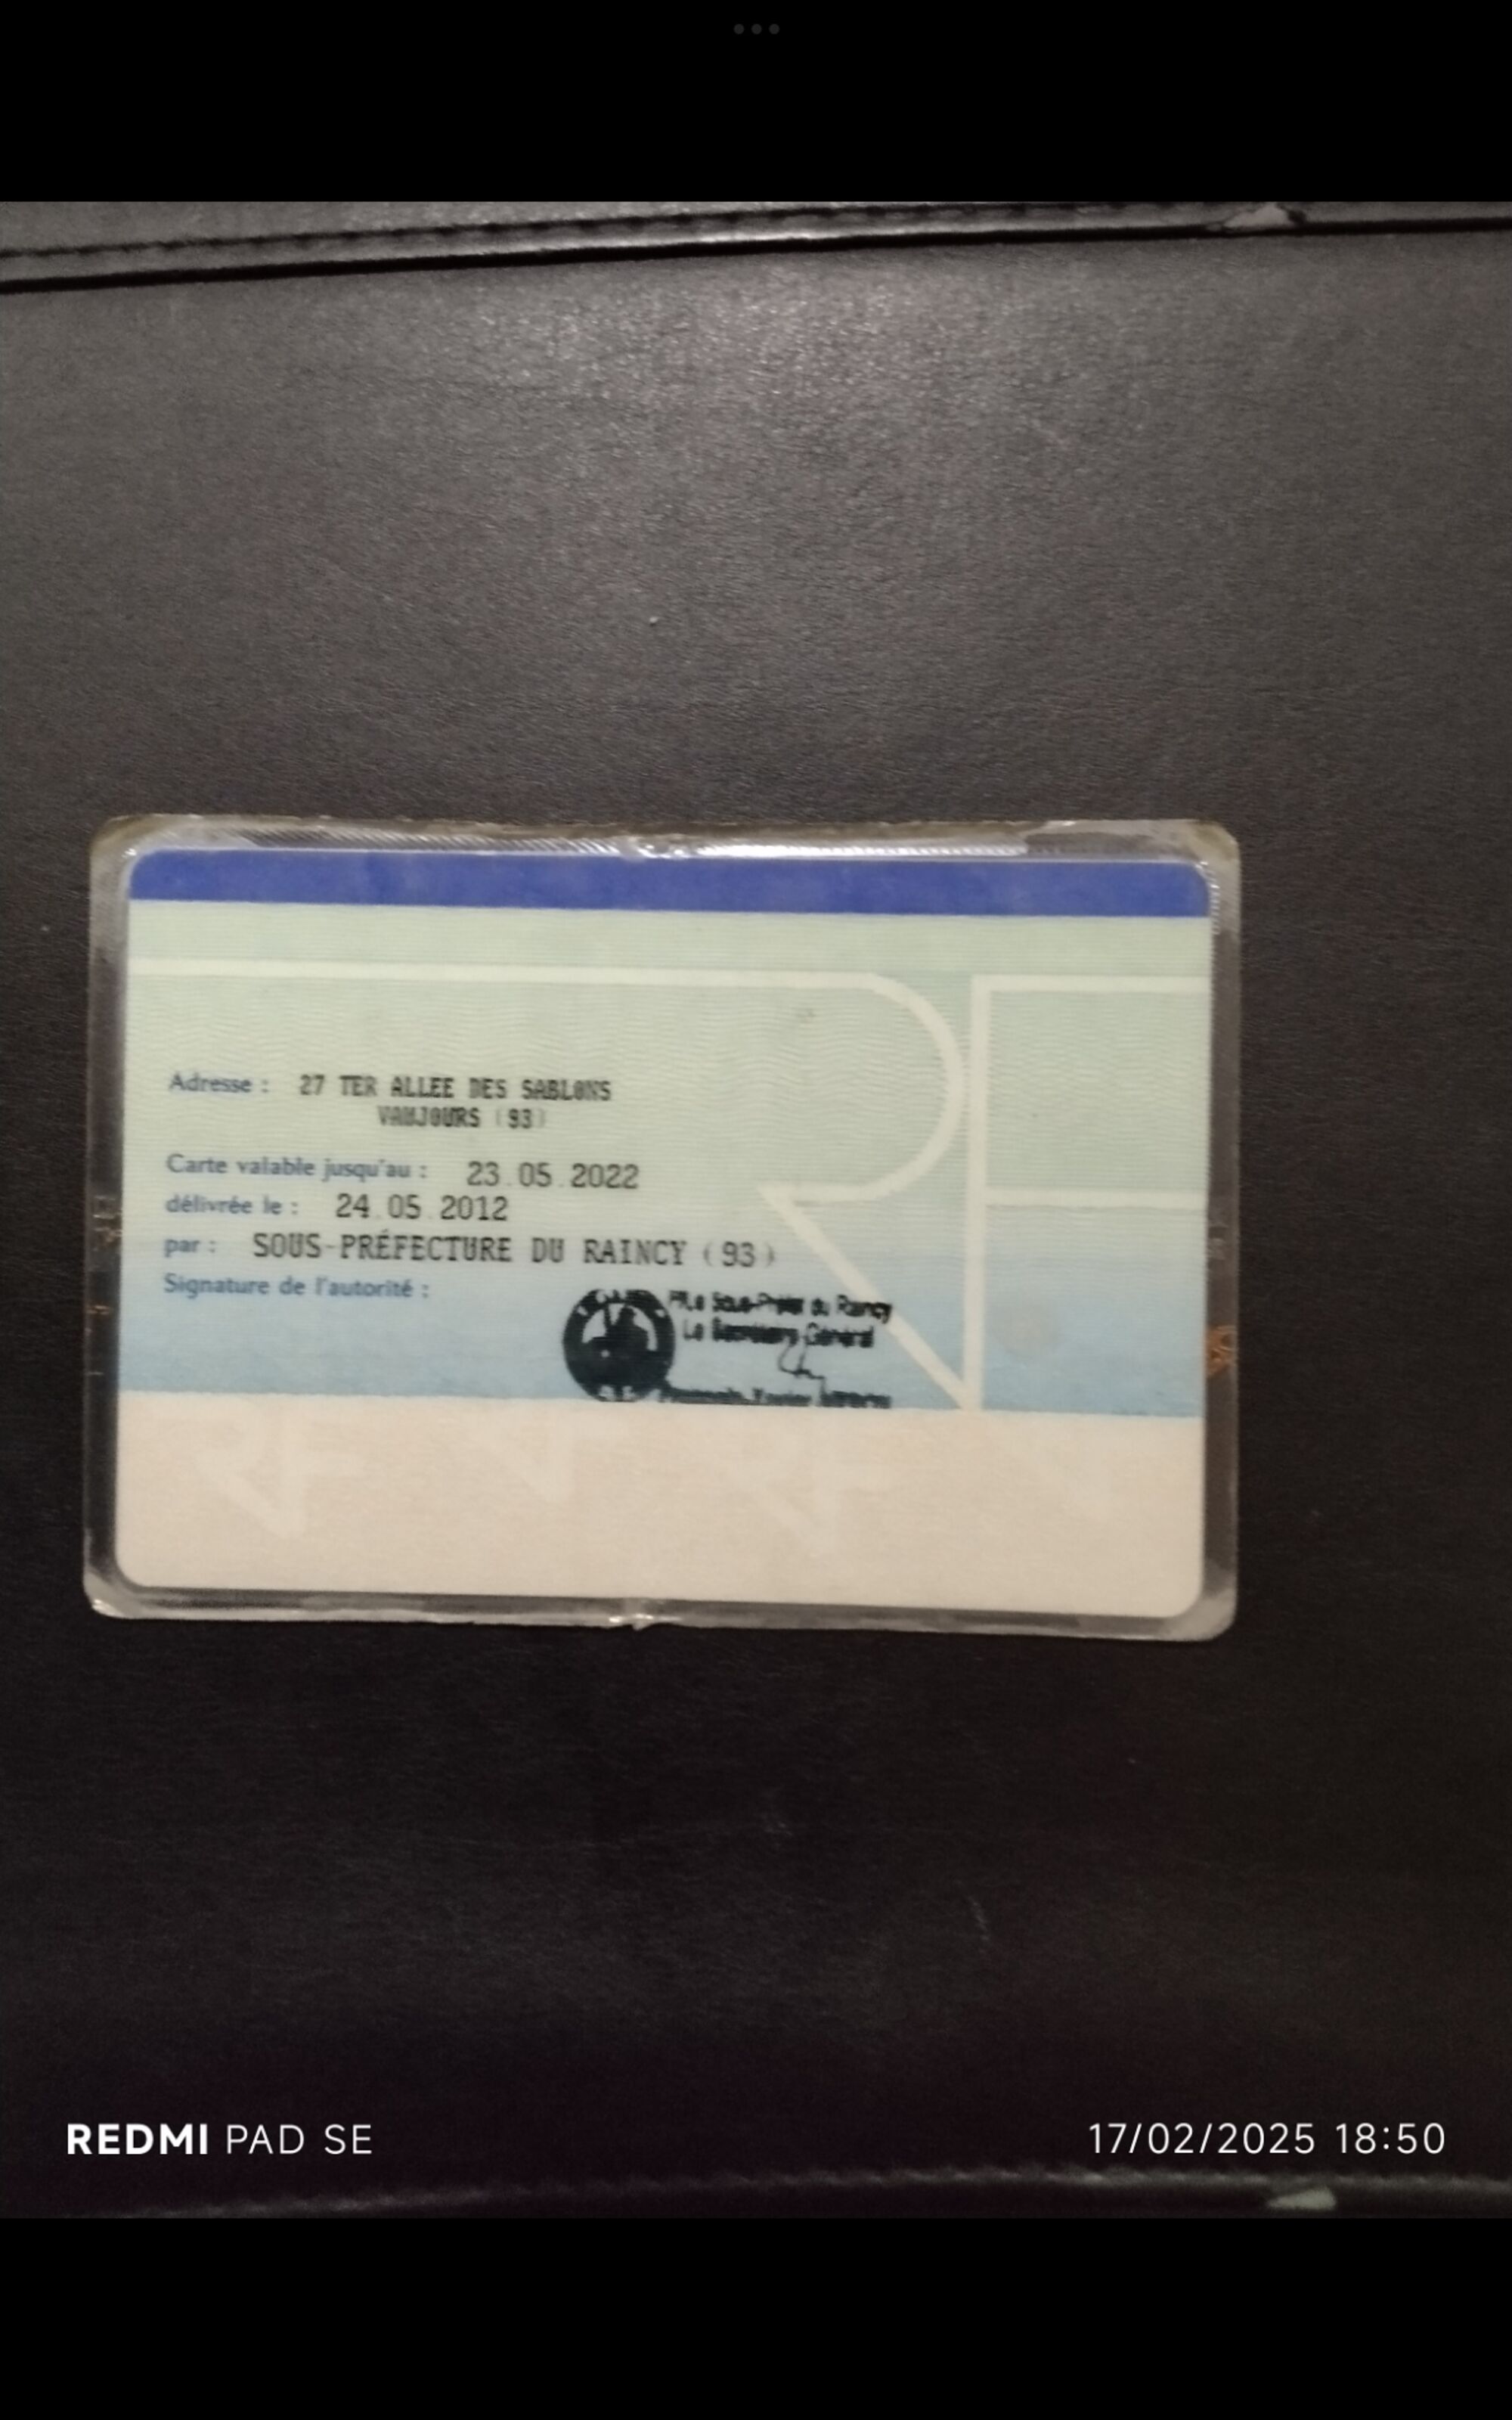 Adresse : 27 TER ALLEE DES SABLONS
VAUJOURS (93)
Carte valable jusqu'au : 23.05.2022
délivrée le : 24.05.2012
par : SOUS-PRÉFECTURE DU RAINCY (93)
Signature de l'autorité :
P/Le Sous-Préfet du Raincy
Le Secrétaire Général
RF
REDMI PAD SE
17/02/2025 18:50